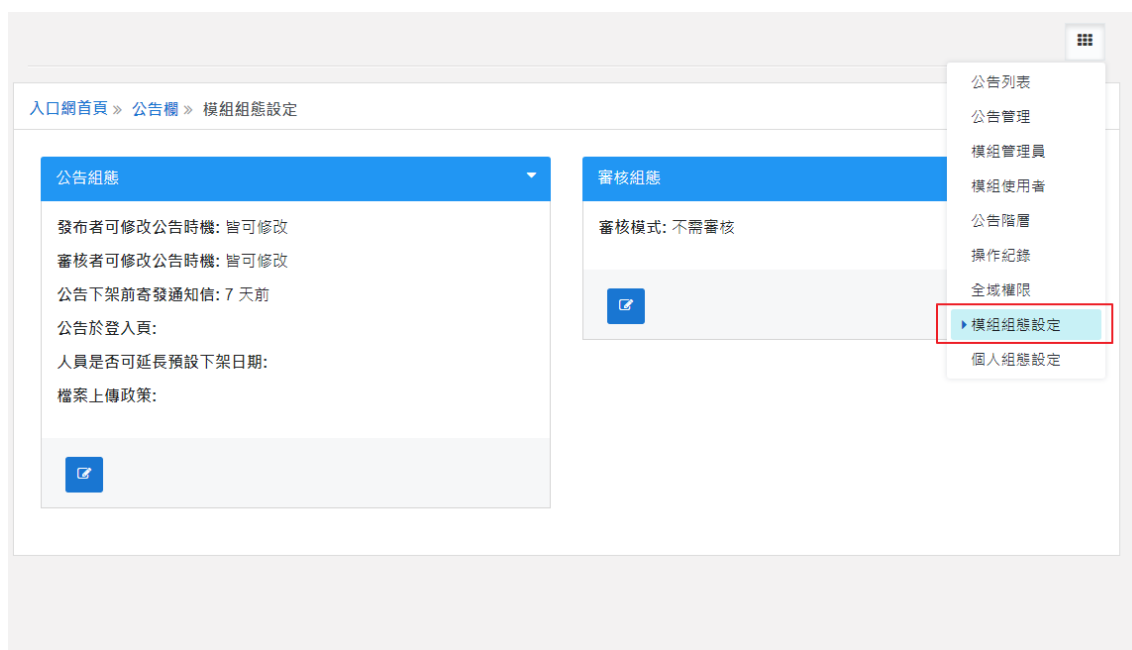 入口網首頁 » 公告欄 » 模組組態設定
公告組態
發布者可修改公告時機: 皆可修改
審核者可修改公告時機: 皆可修改
公告下架前寄發通知信: 7 天前
公告於登入頁:
人員是否可延長預設下架日期:
檔案上傳政策:
審核組態
審核模式: 不需審核
公告列表
公告管理
模組管理員
模組使用者
公告階層
操作紀錄
全域權限
模組組態設定
個人組態設定